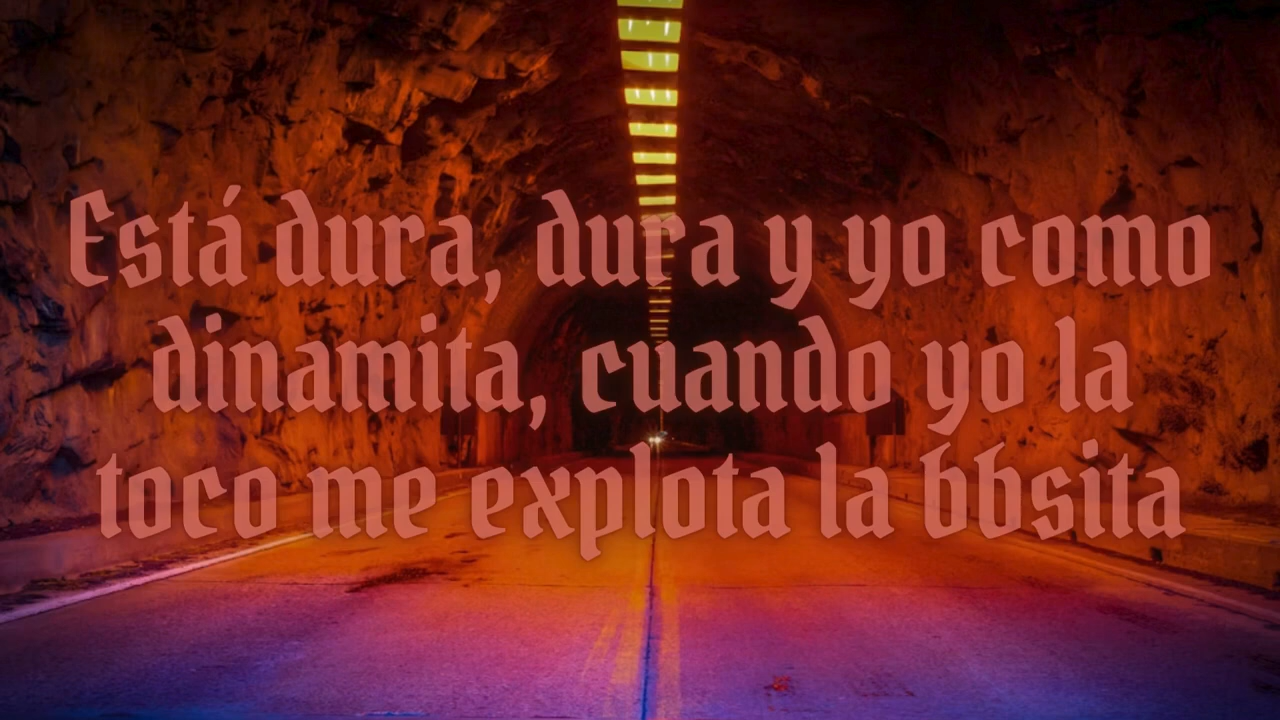 Está dura, dura y yo como
dinamita, cuando yo la
toco me explota la bbsita